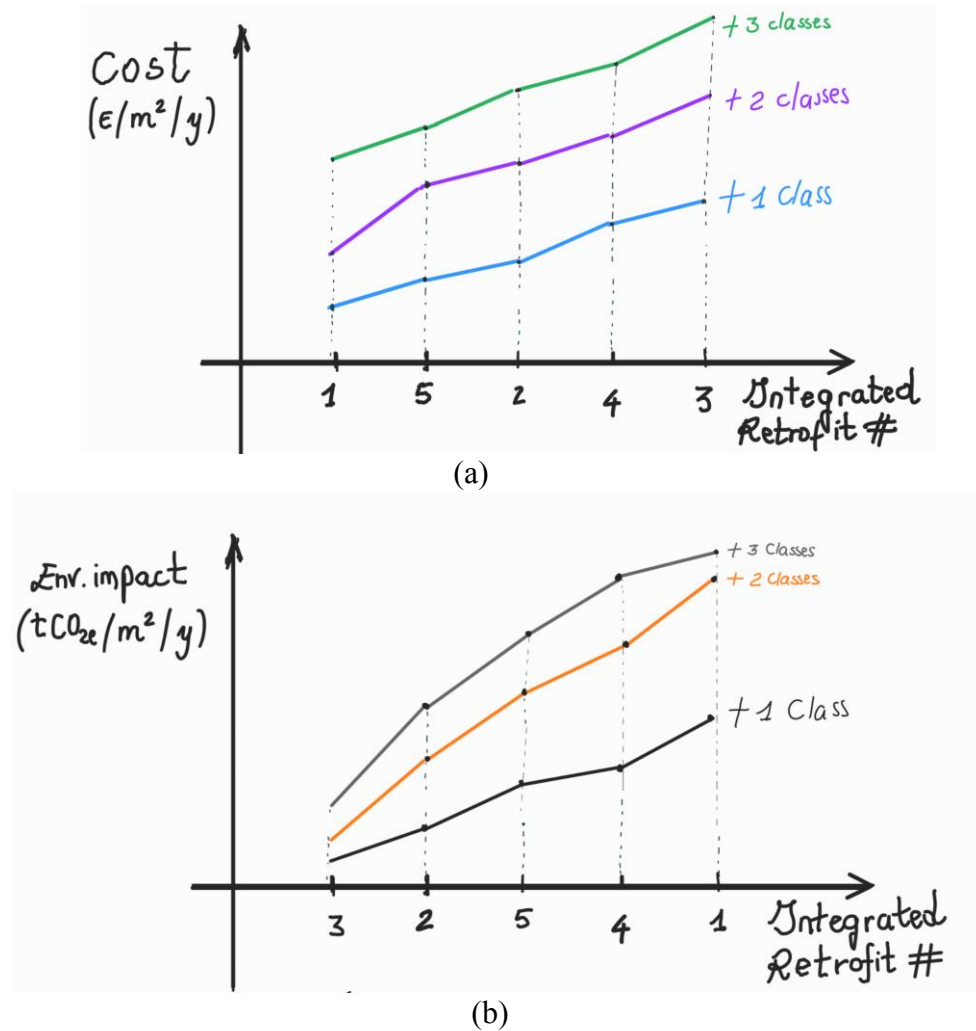 + 3 classes
Cost
(€/m²/y)
+ 2 classes
+ 1 Class
1 5 2 4 3 Integrated
Retrofit #
(a)
Env. impact
(tCO₂e/m²/y)
+ 3 Classes
+ 2 Classes
+ 1 Class
3 2 5 4 1 Integrated
Retrofit #
(b)